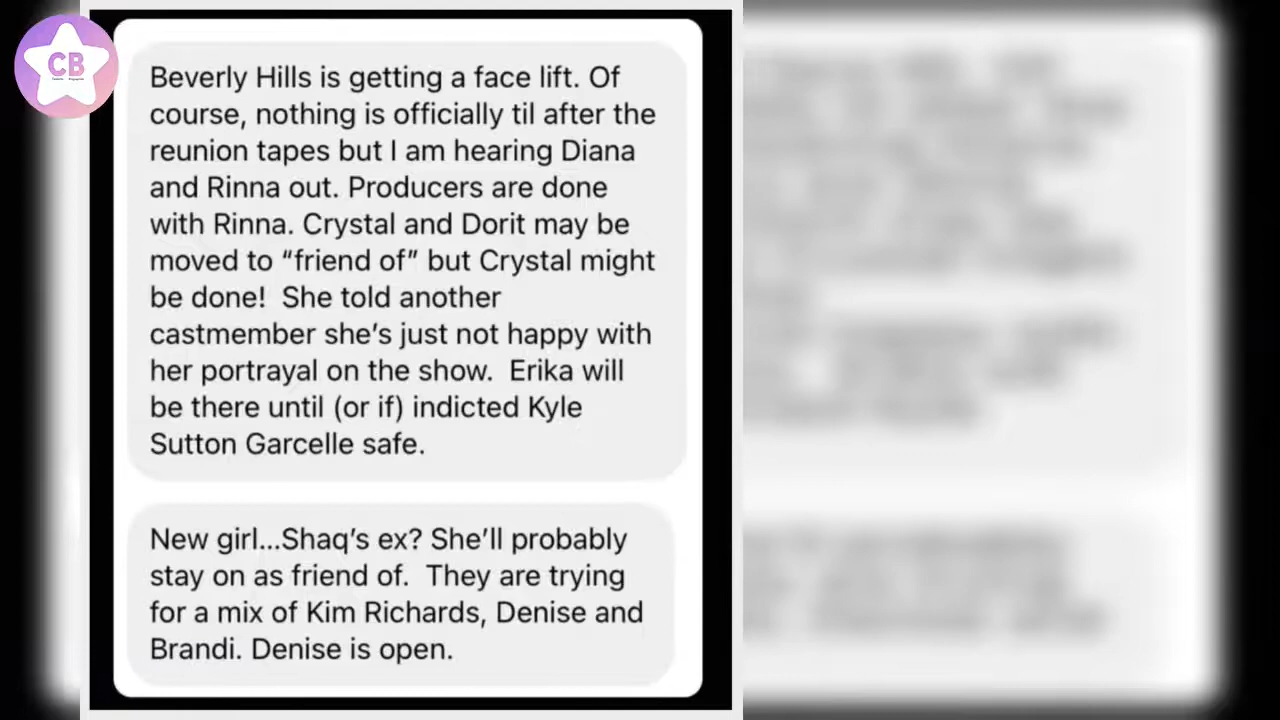 CB
Beverly Hills is getting a face lift. Of
course, nothing is officially til after the
reunion tapes but I am hearing Diana
and Rinna out. Producers are done
with Rinna. Crystal and Dorit may be
moved to “friend of” but Crystal might
be done!  She told another
castmember she’s just not happy with
her portrayal on the show.  Erika will
be there until (or if) indicted Kyle
Sutton Garcelle safe.
New girl...Shaq’s ex? She’ll probably
stay on as friend of.  They are trying
for a mix of Kim Richards, Denise and
Brandi. Denise is open.